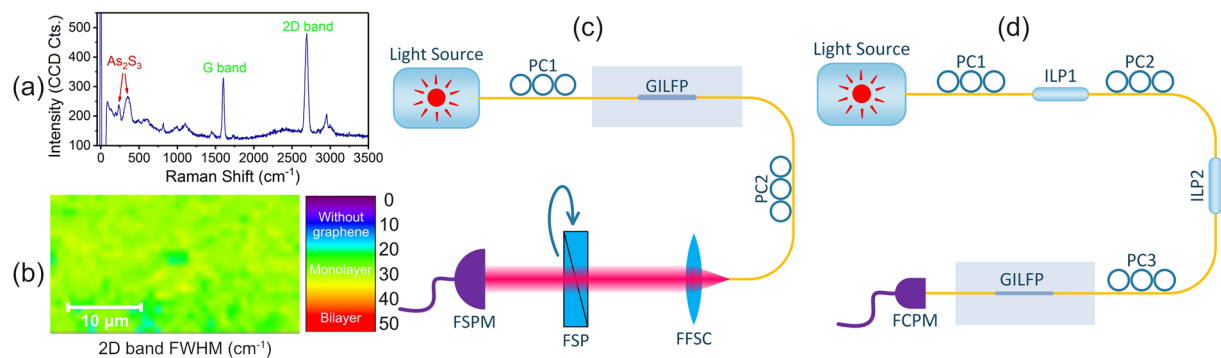 (a)
Intensity (CCD Cts.)
500
400
300
200
100
As₂S₃
G band
2D band
0 500 1000 1500 2000 2500 3000 3500
Raman Shift (cm⁻¹)
(b)
10 μm
2D band FWHM (cm⁻¹)
Without
graphene
Monolayer
Bilayer
0
10
20
30
40
50
(c)
Light Source
PC1
GILFP
PC2
FSPM
FSP
FFSC
(d)
Light Source
PC1
ILP1
PC2
ILP2
PC3
GILFP
FCPM